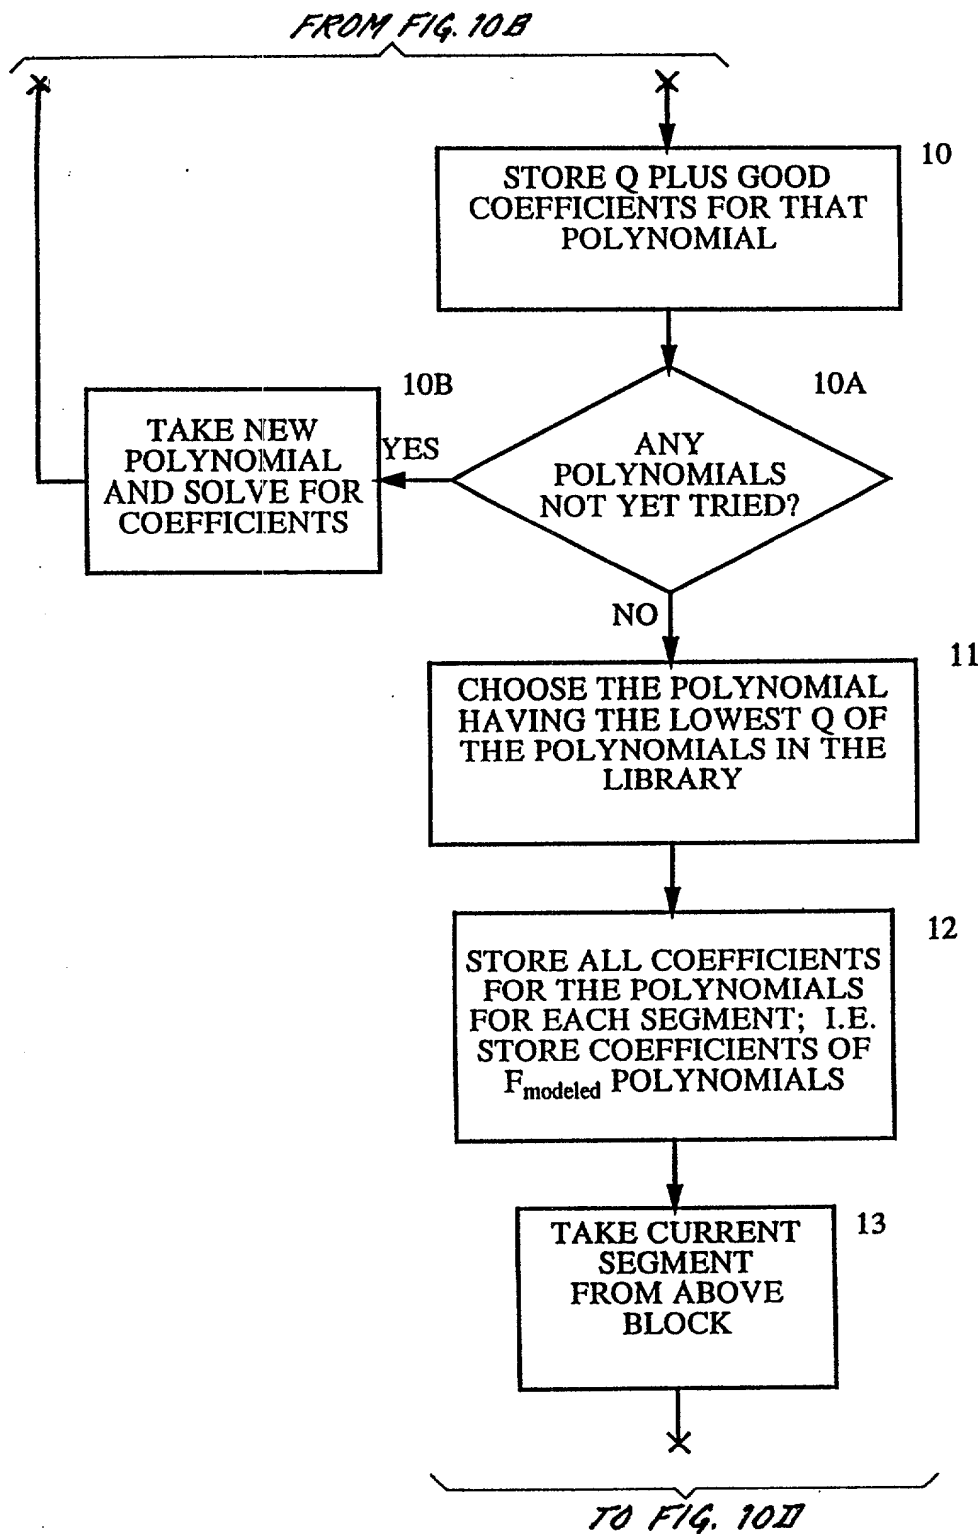 FROM FIG. 10B
10
STORE Q PLUS GOOD
COEFFICIENTS FOR THAT
POLYNOMIAL
10B
10A
TAKE NEW
POLYNOMIAL
AND SOLVE FOR
COEFFICIENTS
YES
ANY
POLYNOMIALS
NOT YET TRIED?
NO
11
CHOOSE THE POLYNOMIAL
HAVING THE LOWEST Q OF
THE POLYNOMIALS IN THE
LIBRARY
12
STORE ALL COEFFICIENTS
FOR THE POLYNOMIALS
FOR EACH SEGMENT; I.E.
STORE COEFFICIENTS OF
Fmodeled POLYNOMIALS
13
TAKE CURRENT
SEGMENT
FROM ABOVE
BLOCK
TO FIG. 10D